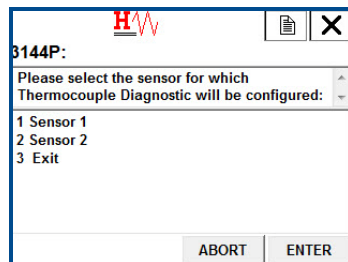 H
3144P:
Please select the sensor for which
Thermocouple Diagnostic will be configured:
1 Sensor 1
2 Sensor 2
3 Exit
ABORT
ENTER